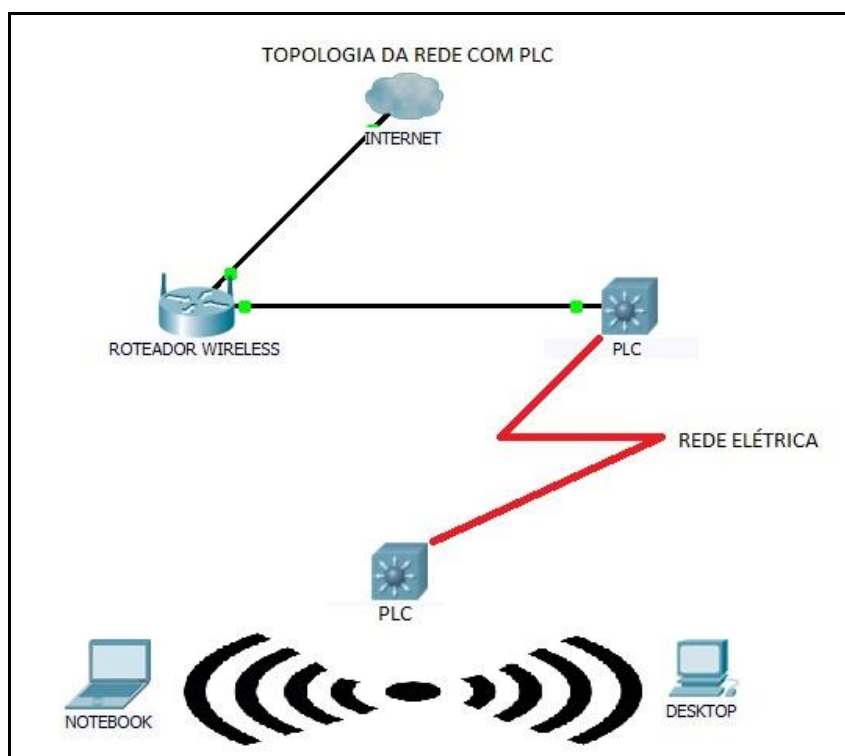 TOPOLOGIA DA REDE COM PLC
INTERNET
ROTEADOR WIRELESS
PLC
REDE ELÉTRICA
PLC
NOTEBOOK
DESKTOP